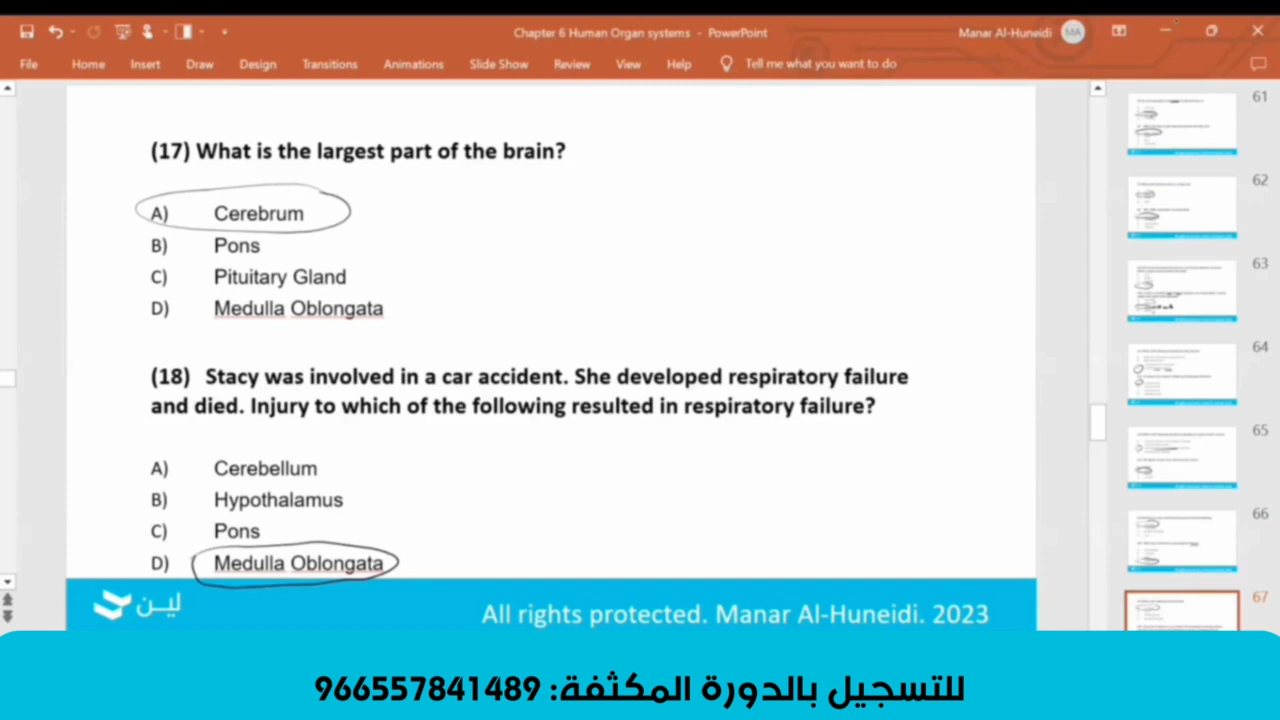 Chapter 6 Human Organ systems - PowerPoint
Manar Al-Huneidi MA
File Home Insert Draw Design Transitions Animations Slide Show Review View Help Tell me what you want to do
(17) What is the largest part of the brain?
A) Cerebrum
B) Pons
C) Pituitary Gland
D) Medulla Oblongata
(18) Stacy was involved in a car accident. She developed respiratory failure
and died. Injury to which of the following resulted in respiratory failure?
A) Cerebellum
B) Hypothalamus
C) Pons
D) Medulla Oblongata
لين
All rights protected. Manar Al-Huneidi. 2023
61
62
63
64
65
66
67
للتسجيل بالدورة المكثفة: 966557841489